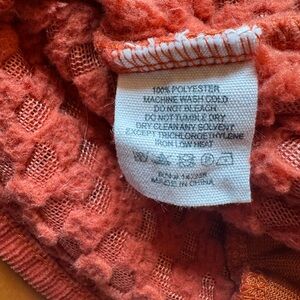 100% POLYESTER
MACHINE WASH COLD
DO NOT BLEACH
DO NOT TUMBLE DRY
DRY CLEAN ANY SOLVENT
EXCEPT TRICHLORGETHYLENE
IRON LOW HEAT
MADE IN CHINA